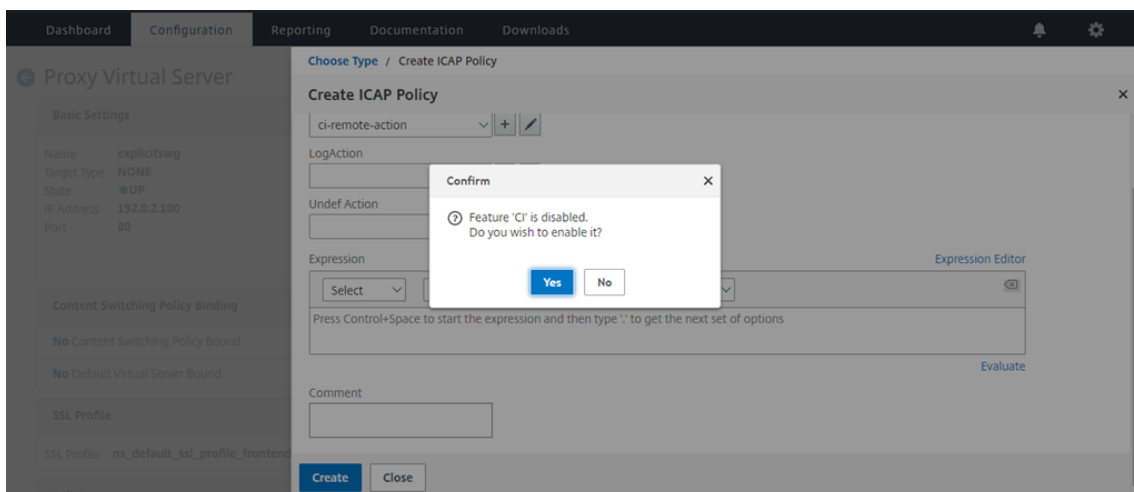 Dashboard Configuration Reporting Documentation Downloads
Proxy Virtual Server
Basic Settings
Name explicitswg
Target Type NONE
State UP
IP Address 192.0.2.100
Port 80
Content Switching Policy Binding
No Content Switching Policy Bound
No Default Virtual Server Bound
SSL Profile
SSL Profile ns_default_ssl_profile_frontend
Choose Type / Create ICAP Policy
Create ICAP Policy
ci-remote-action
LogAction
Undef Action
Expression
Expression Editor
Select
Press Control+Space to start the expression and then type '.' to get the next set of options
Evaluate
Comment
Create Close
Confirm
Feature 'CI' is disabled.
Do you wish to enable it?
Yes No